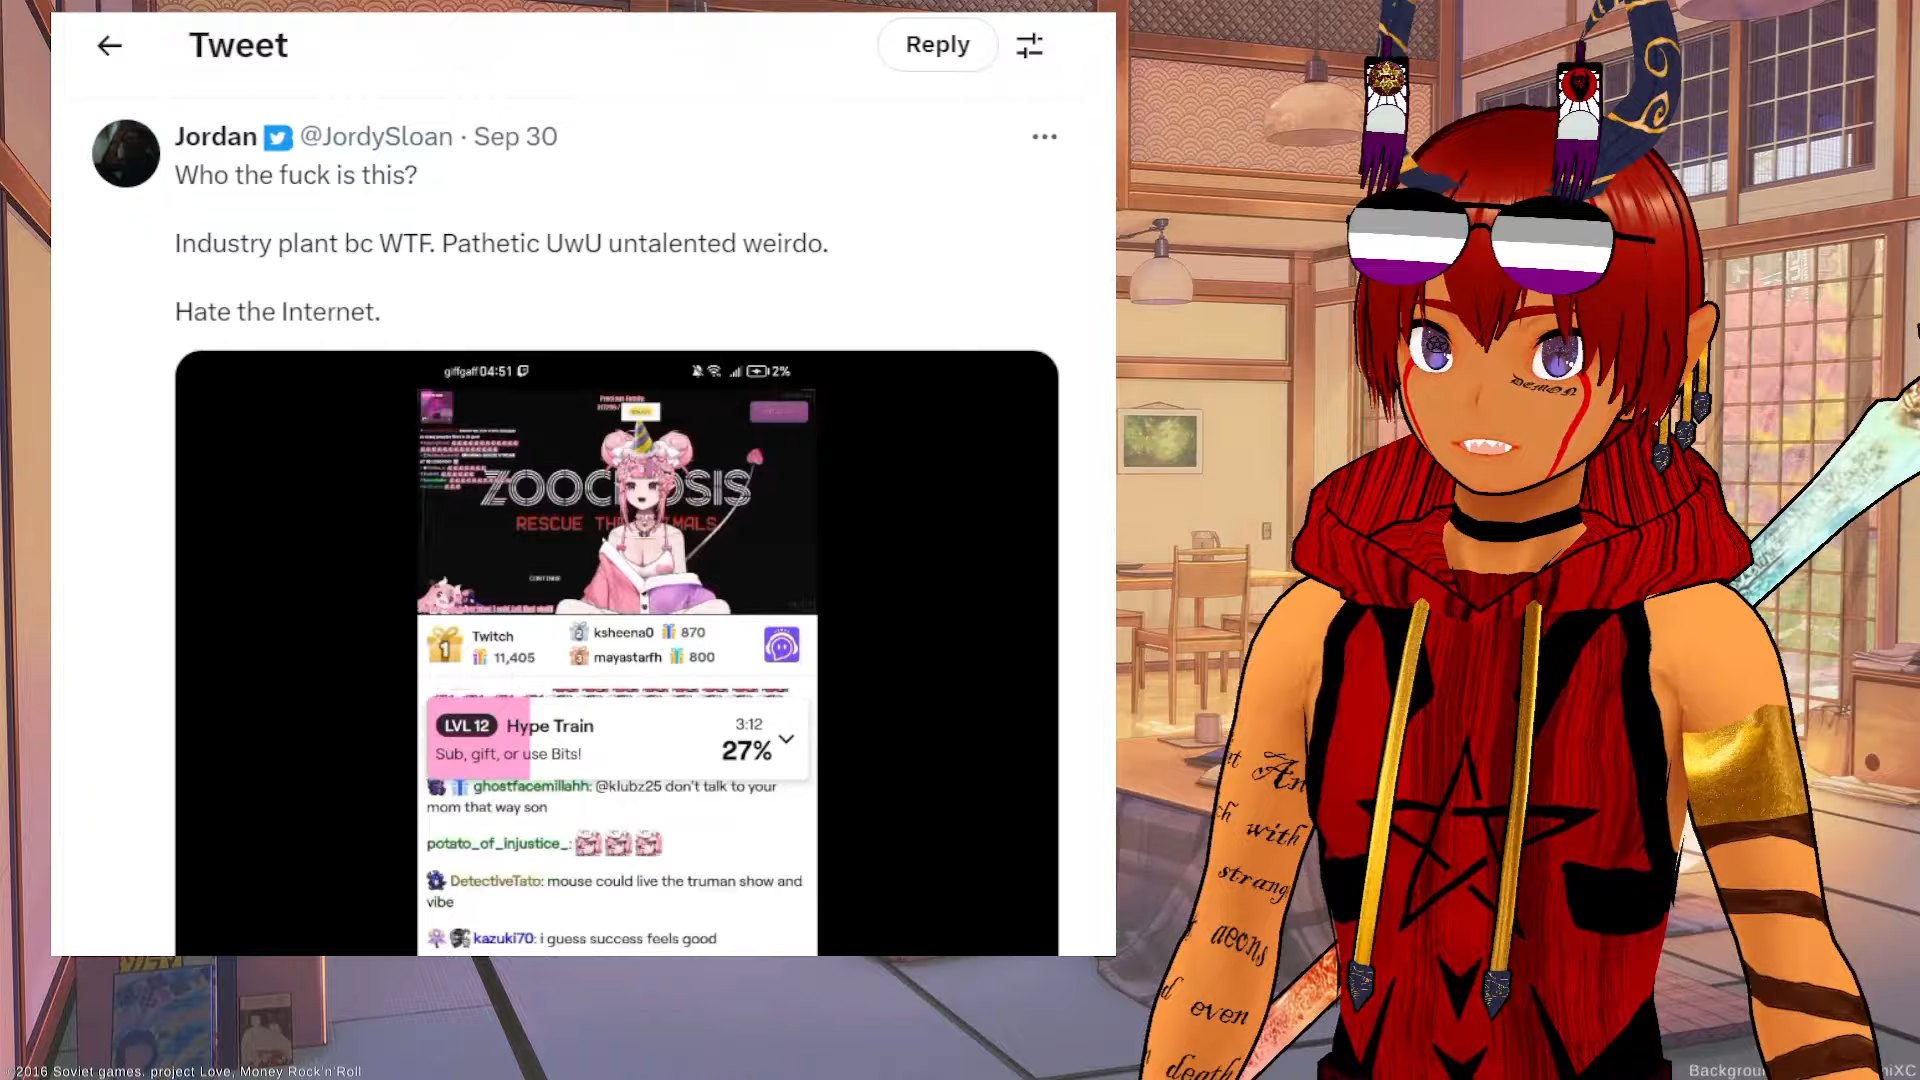 Tweet
Reply
Jordan @JordySloan · Sep 30
Who the fuck is this?
Industry plant bc WTF. Pathetic UwU untalented weirdo.
Hate the Internet.
giffgaff 04:51
2%
RESCUE
CONTINUE
Twitch
11,405
ksheena0 870
mayastarfh 800
LVL 12 Hype Train
3:12
Sub, gift, or use Bits!
27%
ghostfacemillahh: @klubz25 don't talk to your
mom that way son
potato_of_injustice_:
DetectiveTato: mouse could live the truman show and
vibe
kazuki70: i guess success feels good
DEMON
An
with
strang
aeons
even
death
2016 Soviet games. project Love, Money Rock'n'Roll